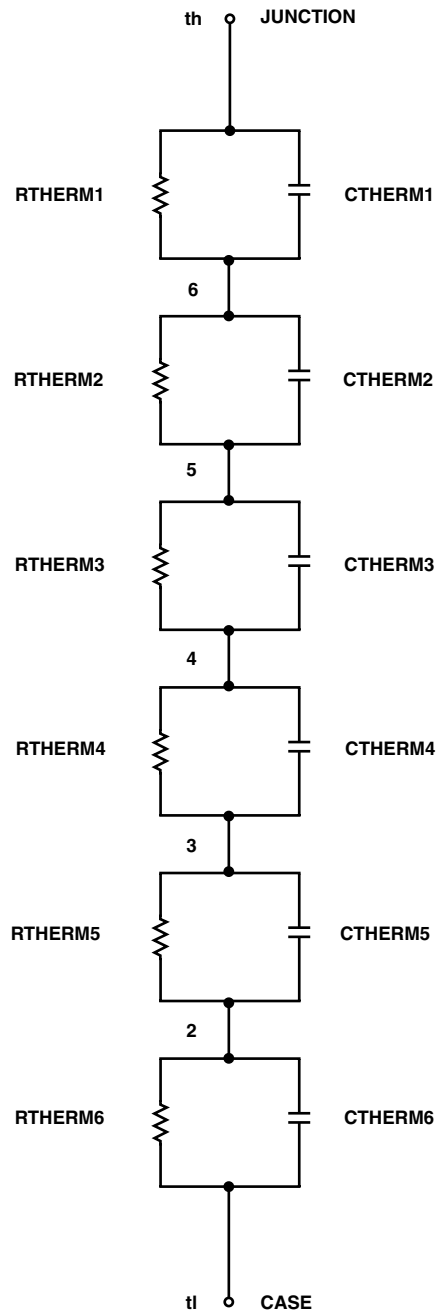 th JUNCTION
RTHERM1 CTHERM1
6
RTHERM2 CTHERM2
5
RTHERM3 CTHERM3
4
RTHERM4 CTHERM4
3
RTHERM5 CTHERM5
2
RTHERM6 CTHERM6
tl CASE